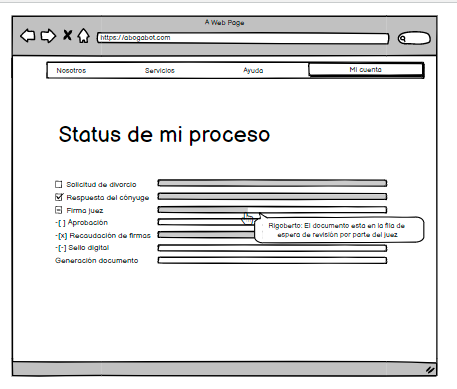 A Web Page
https://abogabot.com
Nosotros Servicios Ayuda Mi cuenta
Status de mi proceso
Solicitud de divorcio
Respuesta del cónyuge
Firma juez
-[ ] Aprobación
-[X] Recaudación de firmas
-[-] Sello digital
Generación documento
Rigoberto: El documento esta en la fila de
espera de revisión por parte del juez